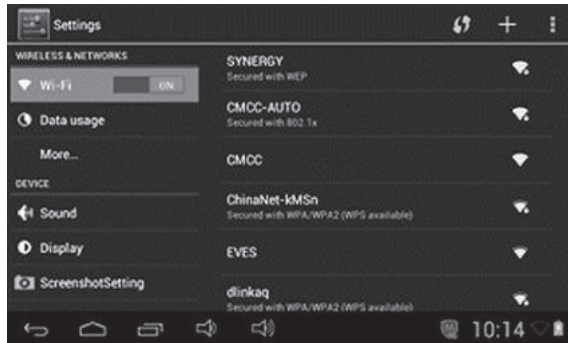 Settings
WIRELESS & NETWORKS
Wi-Fi ON
Data usage
More...
DEVICE
Sound
Display
ScreenshotSetting
SYNERGY
Secured with WEP
CMCC-AUTO
Secured with 802.1x
CMCC
ChinaNet-kMSn
Secured with WPA/WPA2 (WPS available)
EVES
dlinkaq
Secured with WPA/WPA2 (WPS available)
10:14